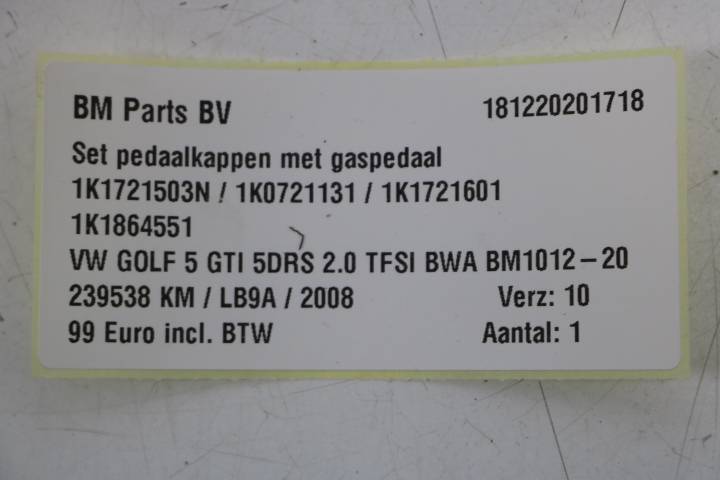 BM Parts BV 181220201718
Set pedaalkappen met gaspedaal
1K1721503N / 1K0721131 / 1K1721601
1K1864551
VW GOLF 5 GTI 5DRS 2.0 TFSI BWA BM1012-20
239538 KM / LB9A / 2008 Verz: 10
99 Euro incl. BTW Aantal: 1